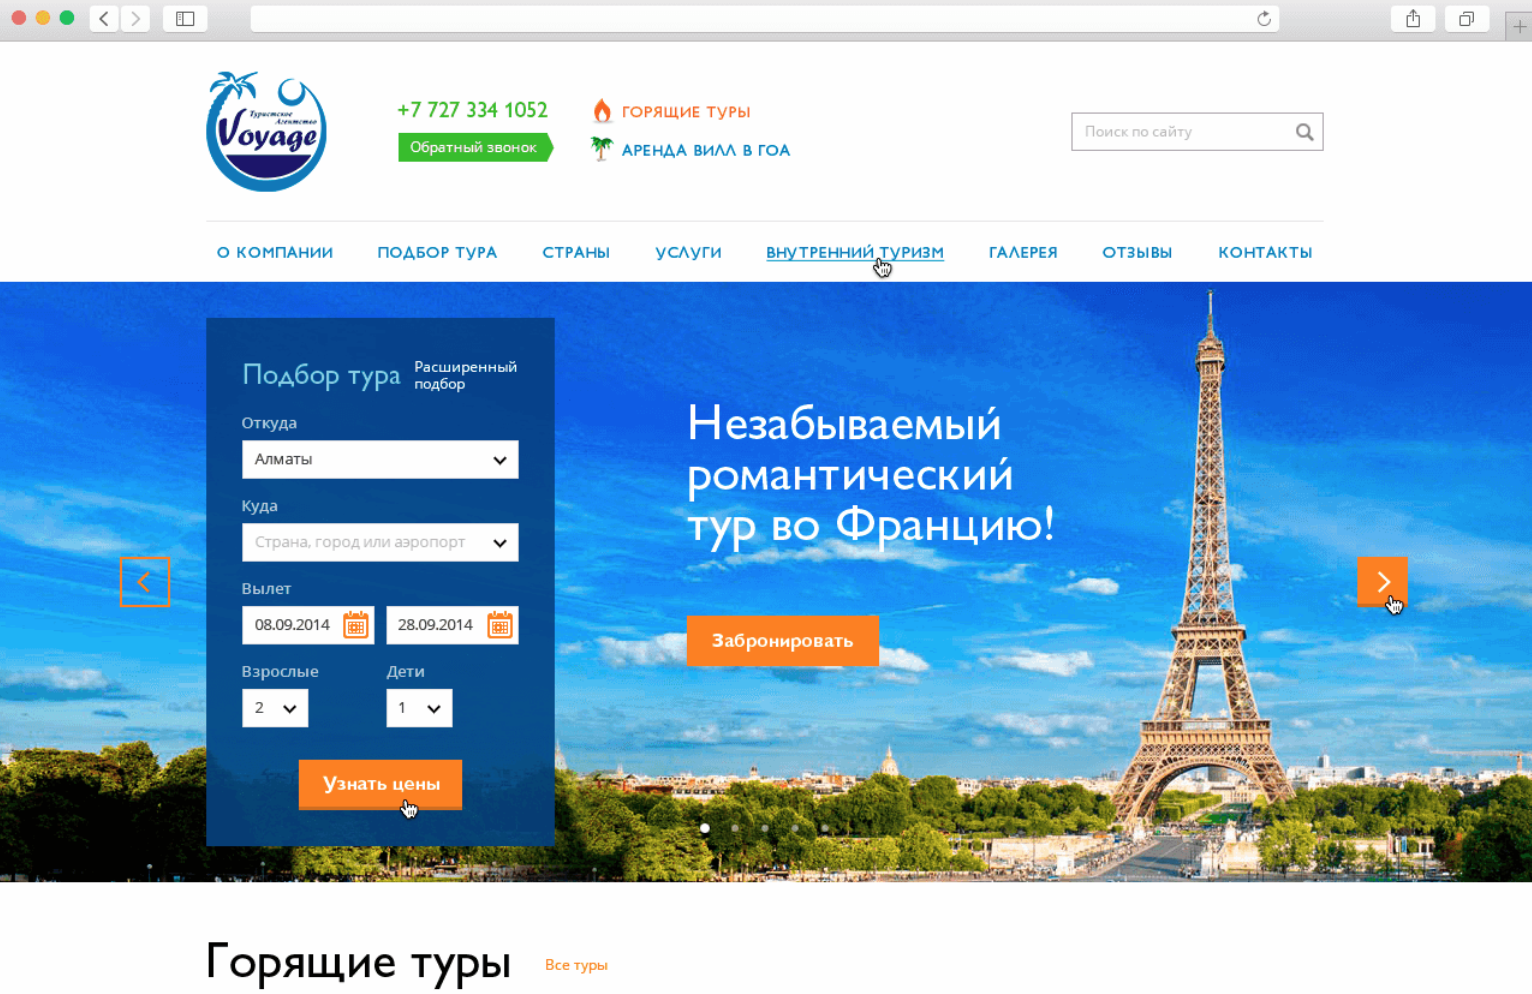 Туристское
Агентство
Voyage
+7 727 334 1052
Обратный звонок
ГОРЯЩИЕ ТУРЫ
АРЕНДА ВИЛЛ В ГОА
Поиск по сайту
О КОМПАНИИ ПОДБОР ТУРА СТРАНЫ УСЛУГИ ВНУТРЕННИЙ ТУРИЗМ ГАЛЕРЕЯ ОТЗЫВЫ КОНТАКТЫ
Подбор тура
Расширенный
подбор
Откуда
Алматы
Куда
Страна, город или аэропорт
Вылет
08.09.2014 28.09.2014
Взрослые Дети
2 1
Узнать цены
Незабываемый
романтический
тур во Францию!
Забронировать
Горящие туры Все туры